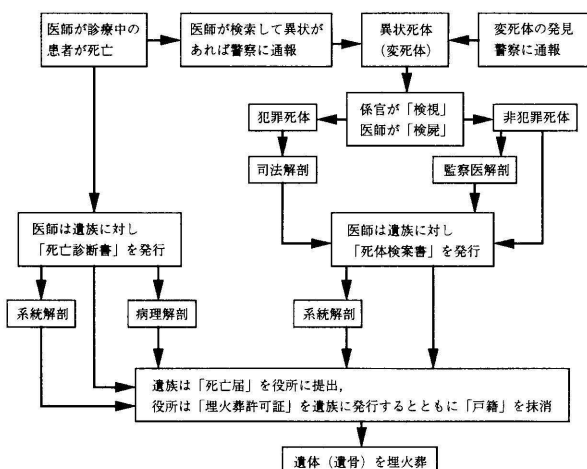 医師が診療中の
患者が死亡
医師が検索して異状が
あれば警察に通報
異状死体
（変死体）
変死体の発見
警察に通報
犯罪死体
係官が「検視」
医師が「検屍」
非犯罪死体
司法解剖
監察医解剖
医師は遺族に対し
「死亡診断書」を発行
医師は遺族に対し
「死体検案書」を発行
系統解剖
病理解剖
系統解剖
遺族は「死亡届」を役所に提出，
役所は「埋火葬許可証」を遺族に発行するとともに「戸籍」を抹消
遺体（遺骨）を埋火葬